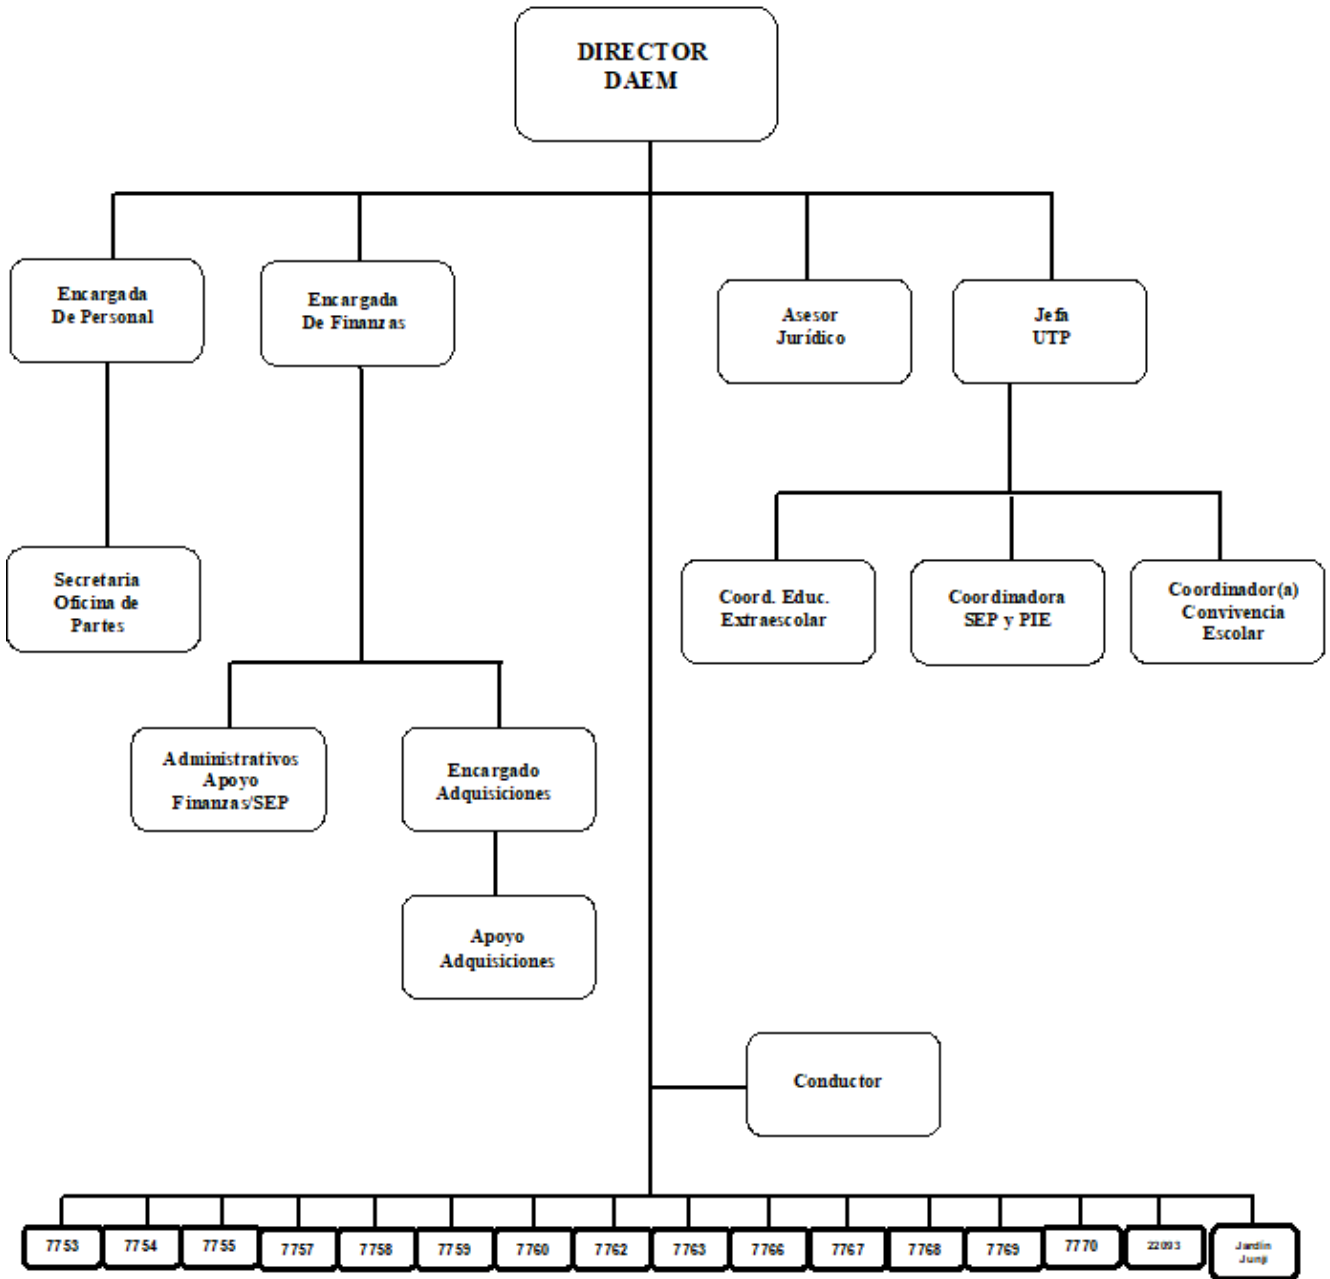 DIRECTOR
DAEM
Encargada
De Personal
Encargada
De Finanzas
Asesor
Jurídico
Jefa
UTP
Secretaria
Oficina de
Partes
Coord. Educ.
Extraescolar
Coordinadora
SEP y PIE
Coordinador(a)
Convivencia
Escolar
Administrativos
Apoyo
Finanzas/SEP
Encargado
Adquisiciones
Apoyo
Adquisiciones
Conductor
7753
7754
7755
7757
7758
7759
7760
7762
7763
7766
7767
7768
7769
7770
22093
Jardín
Junji